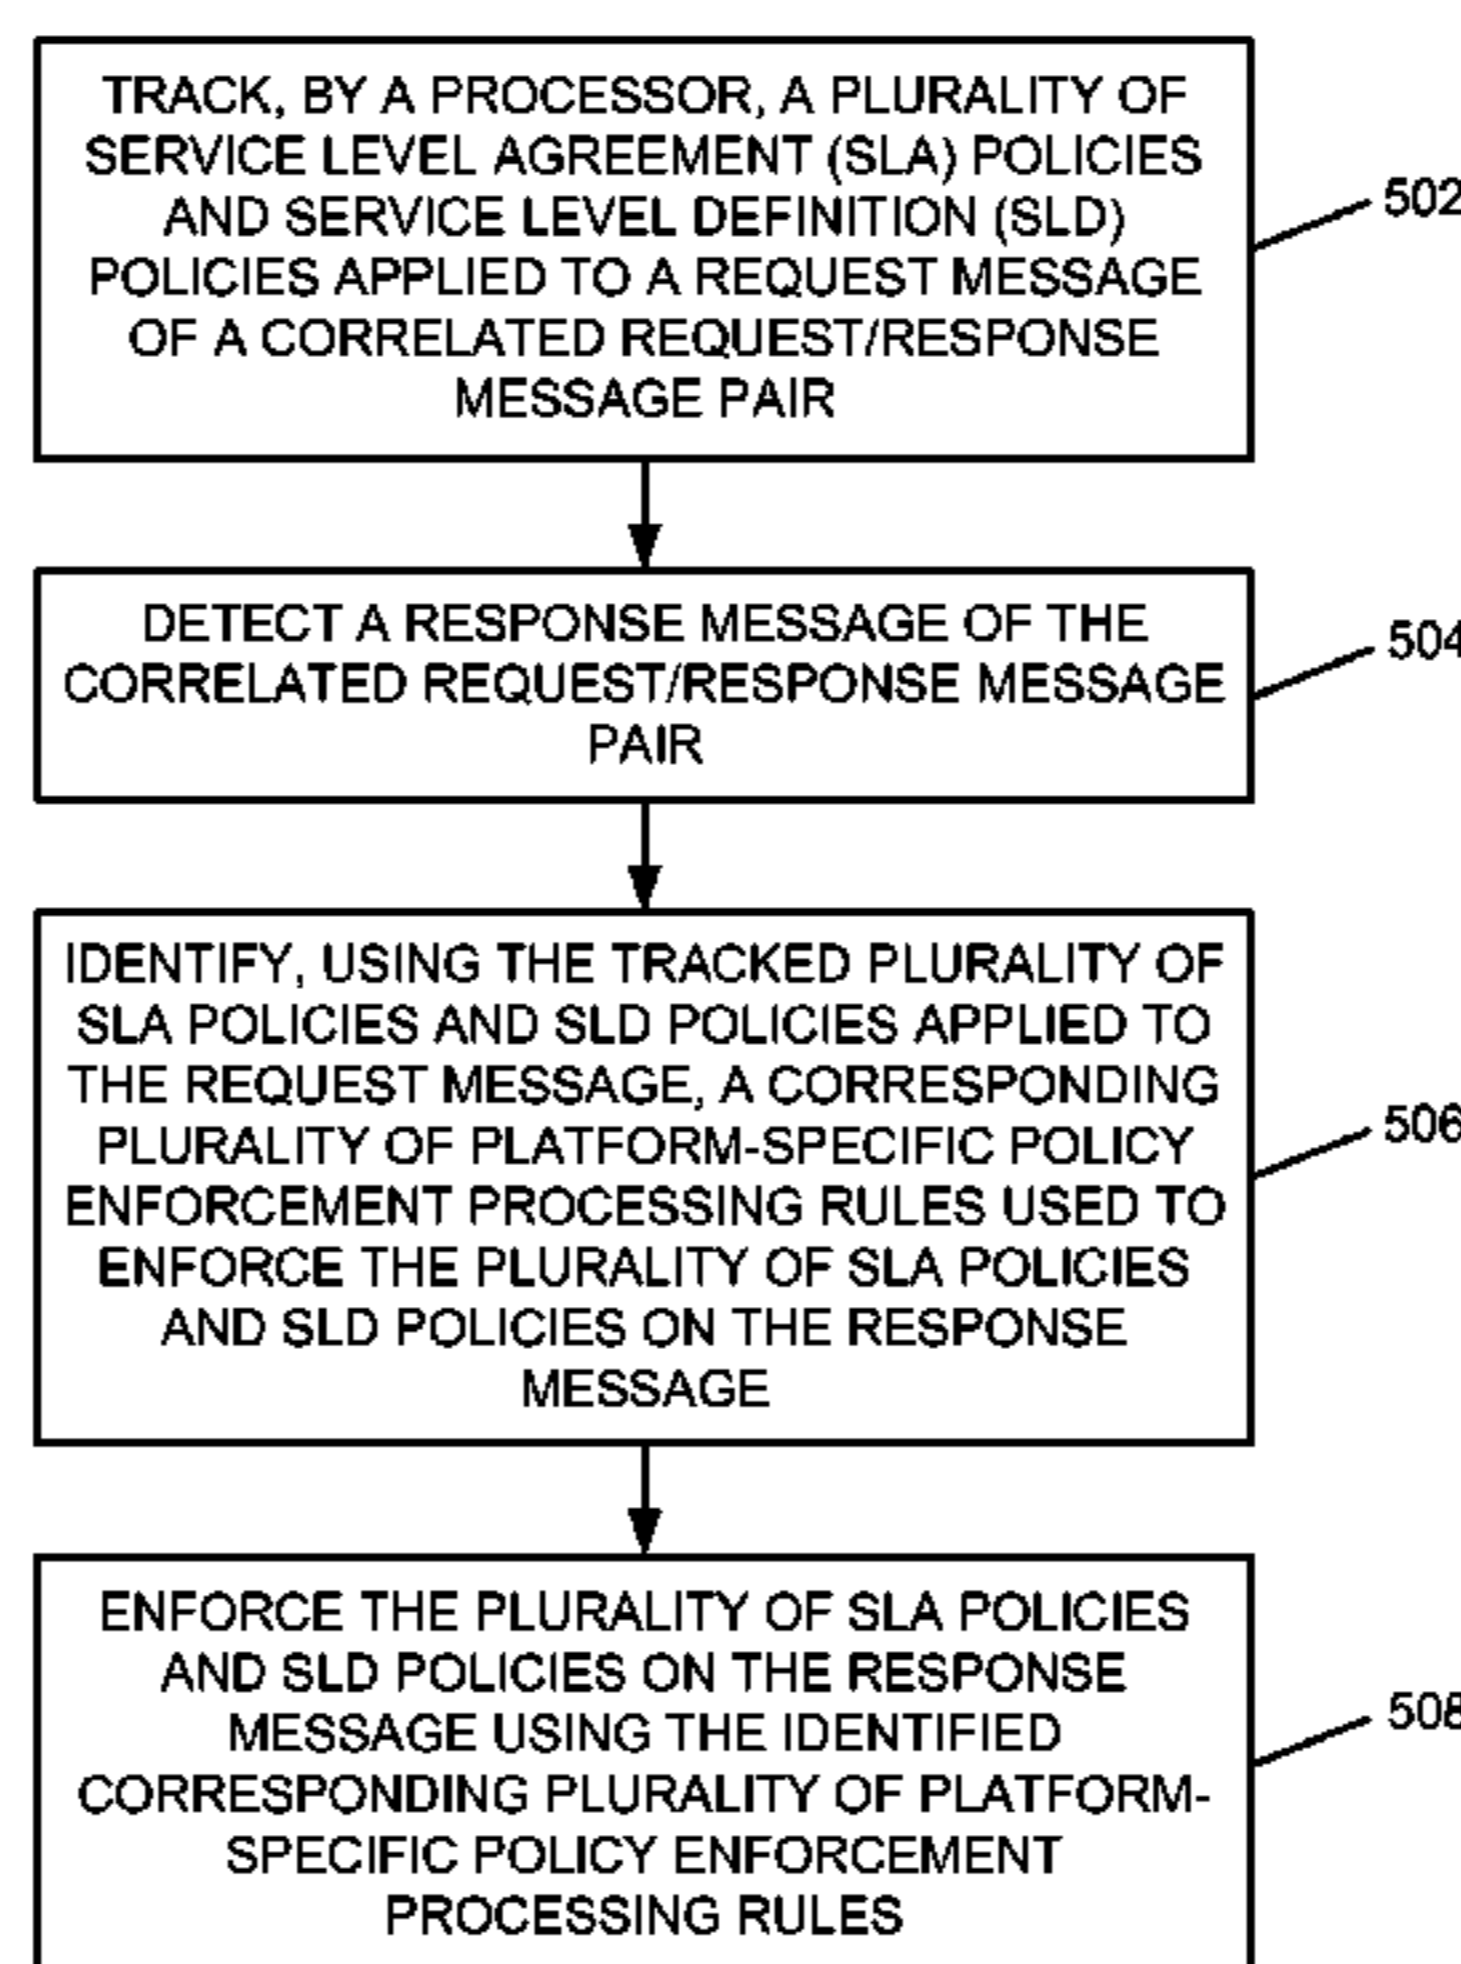 TRACK, BY A PROCESSOR, A PLURALITY OF
SERVICE LEVEL AGREEMENT (SLA) POLICIES
AND SERVICE LEVEL DEFINITION (SLD)
POLICIES APPLIED TO A REQUEST MESSAGE
OF A CORRELATED REQUEST/RESPONSE
MESSAGE PAIR
502
DETECT A RESPONSE MESSAGE OF THE
CORRELATED REQUEST/RESPONSE MESSAGE
PAIR
504
IDENTIFY, USING THE TRACKED PLURALITY OF
SLA POLICIES AND SLD POLICIES APPLIED TO
THE REQUEST MESSAGE, A CORRESPONDING
PLURALITY OF PLATFORM-SPECIFIC POLICY
ENFORCEMENT PROCESSING RULES USED TO
ENFORCE THE PLURALITY OF SLA POLICIES
AND SLD POLICIES ON THE RESPONSE
MESSAGE
506
ENFORCE THE PLURALITY OF SLA POLICIES
AND SLD POLICIES ON THE RESPONSE
MESSAGE USING THE IDENTIFIED
CORRESPONDING PLURALITY OF PLATFORM-
SPECIFIC POLICY ENFORCEMENT
PROCESSING RULES
508